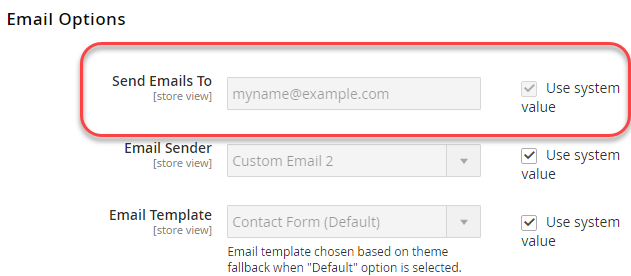 Email Options
Send Emails To
[store view]
myname@example.com
Use system
value
Email Sender
[store view]
Custom Email 2
Use system
value
Email Template
[store view]
Contact Form (Default)
Use system
value
Email template chosen based on theme
fallback when "Default" option is selected.